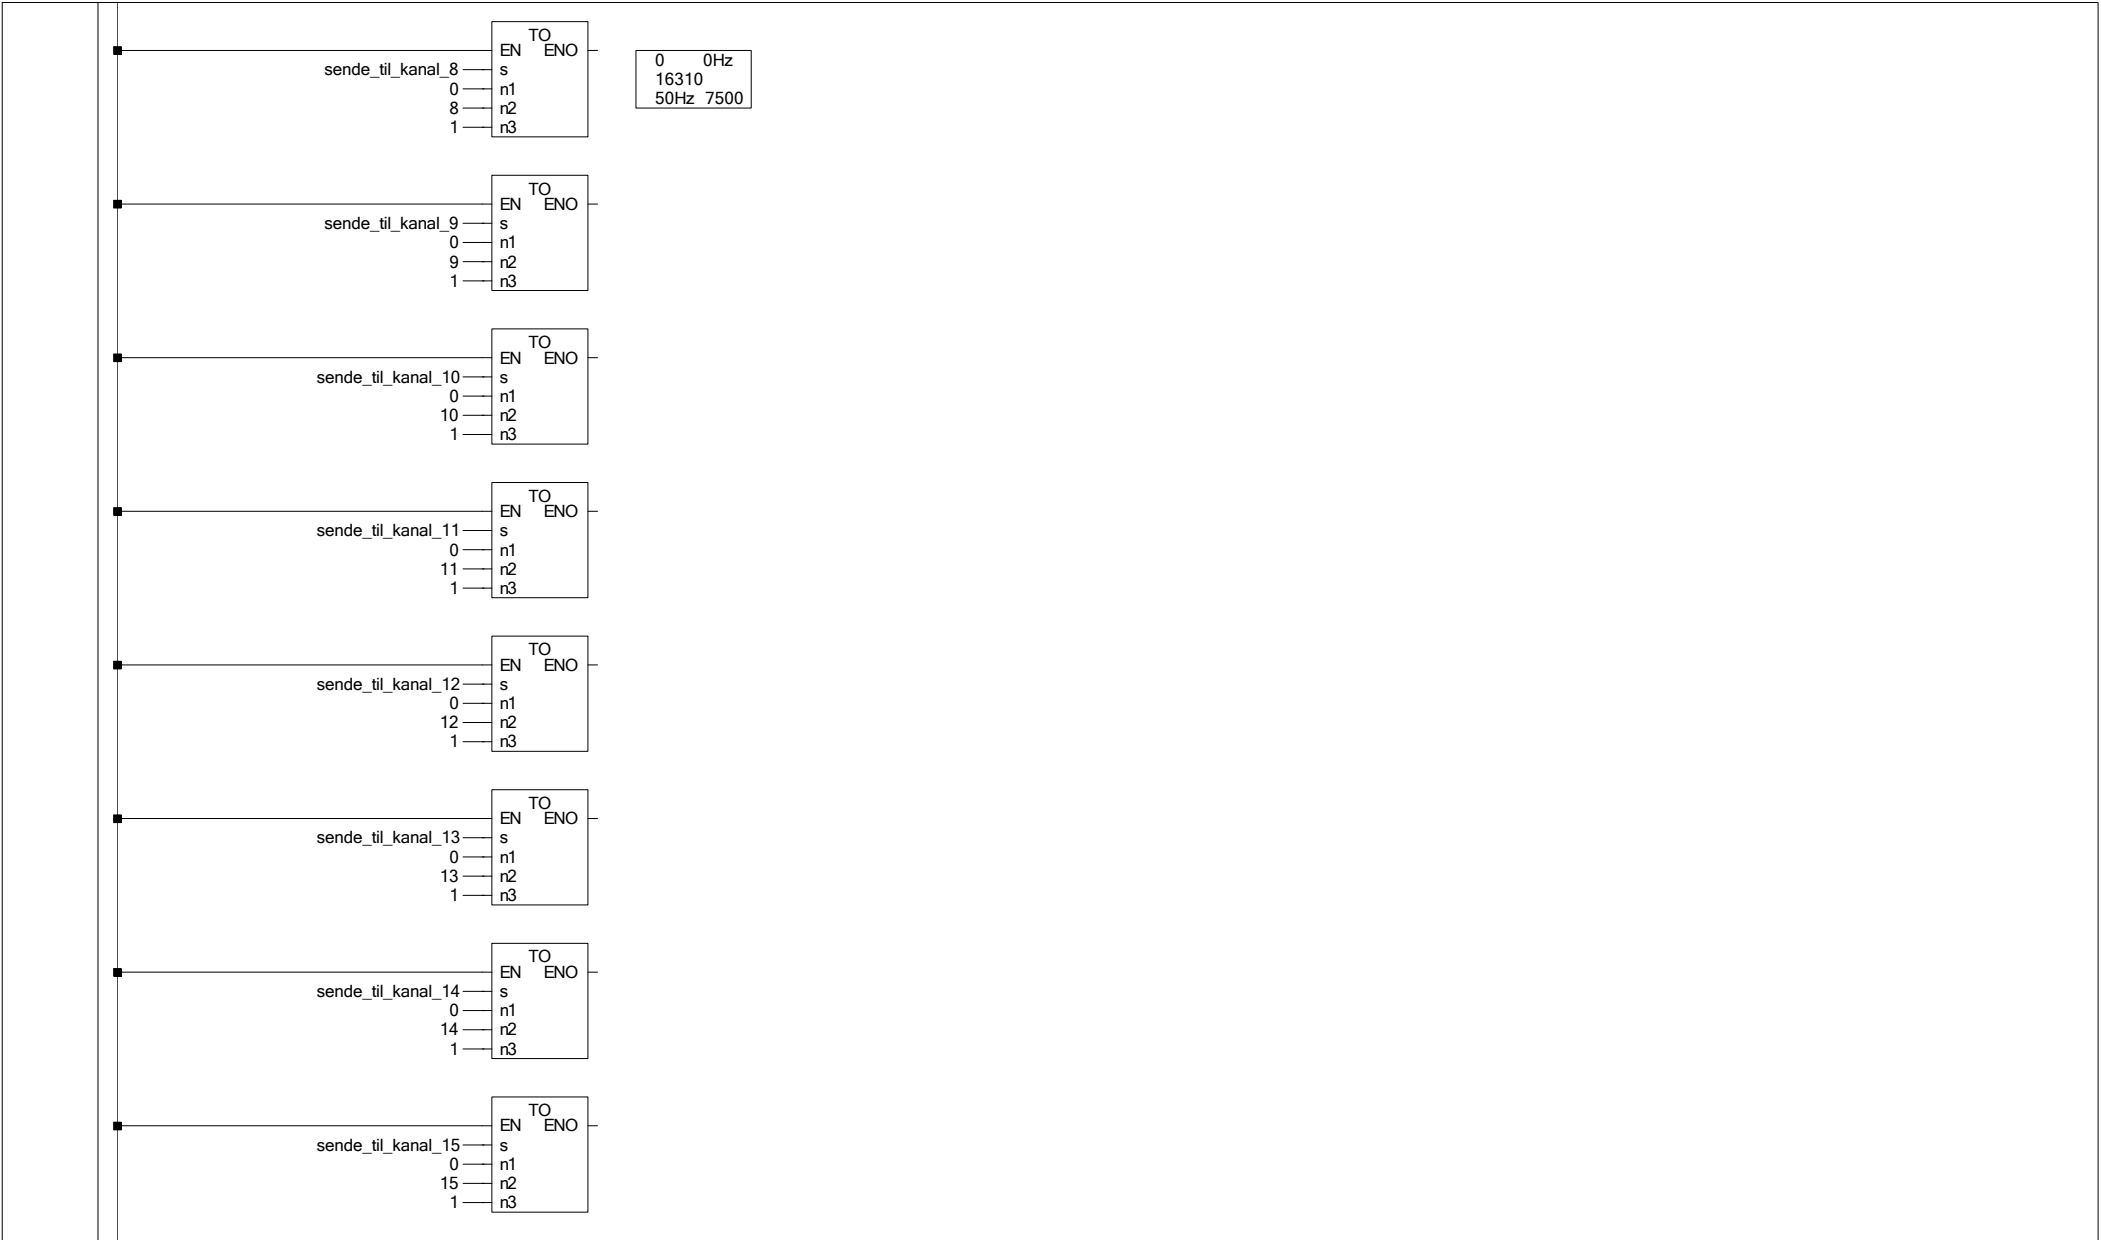 TO
EN ENO
sende_til_kanal_8 s
0 n1
8 n2
1 n3
0 0Hz
16310
50Hz 7500
TO
EN ENO
sende_til_kanal_9 s
0 n1
9 n2
1 n3
TO
EN ENO
sende_til_kanal_10 s
0 n1
10 n2
1 n3
TO
EN ENO
sende_til_kanal_11 s
0 n1
11 n2
1 n3
TO
EN ENO
sende_til_kanal_12 s
0 n1
12 n2
1 n3
TO
EN ENO
sende_til_kanal_13 s
0 n1
13 n2
1 n3
TO
EN ENO
sende_til_kanal_14 s
0 n1
14 n2
1 n3
TO
EN ENO
sende_til_kanal_15 s
0 n1
15 n2
1 n3